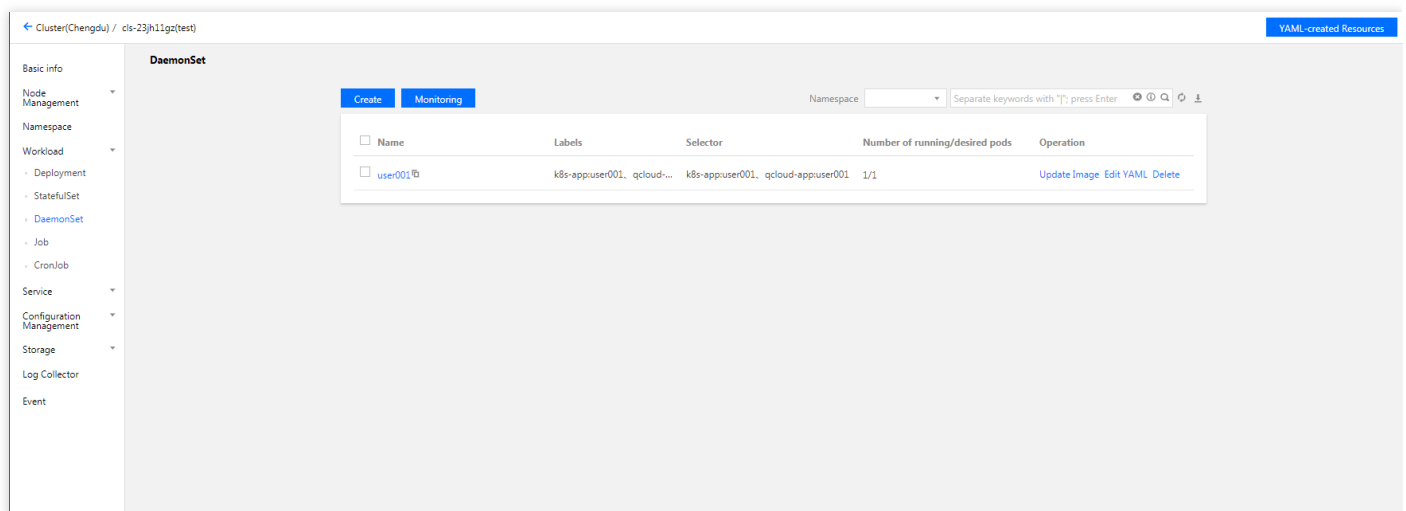 Cluster(Chengdu) / cls-23jh11gz(test)
YAML-created Resources
Basic info
Node
Management
Namespace
Workload
Deployment
StatefulSet
DaemonSet
Job
CronJob
Service
Configuration
Management
Storage
Log Collector
Event
DaemonSet
Create Monitoring
Namespace Separate keywords with "|"; press Enter
Name Labels Selector Number of running/desired pods Operation
user001 k8s-app:user001、qcloud-... k8s-app:user001、qcloud-app:user001 1/1 Update Image Edit YAML Delete